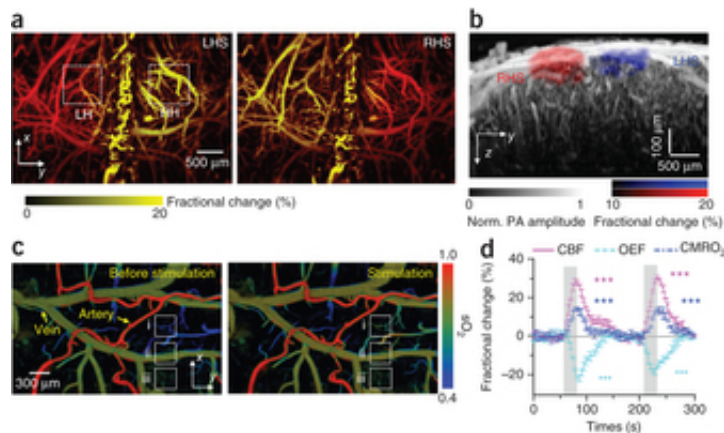 a
LHS
RHS
LH
RH
x
y
500 µm
0
20
Fractional change (%)
b
RHS
LHS
y
z
100 µm
500 µm
0
1
10
20
Norm. PA amplitude
Fractional change (%)
c
Before stimulation
Stimulation
Vein
Artery
i
ii
iii
x
300 µm
1.0
sO2
0.4
d
CBF
OEF
CMRO2
Fractional change (%)
40
20
0
–20
***
***
***
***
***
***
0
100
200
300
Times (s)